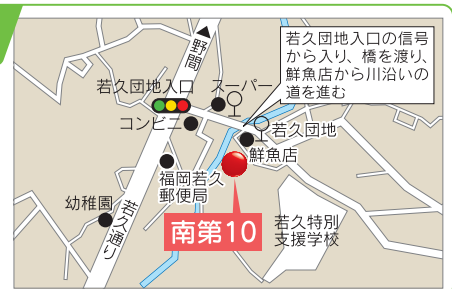 野間
若久団地入口の信号
から入り、橋を渡り、
鮮魚店から川沿いの
道を進む
若久団地入口
スーパー
コンビニ
若久団地
鮮魚店
福岡若久
郵便局
幼稚園
若久通り
南第10
若久特別
支援学校